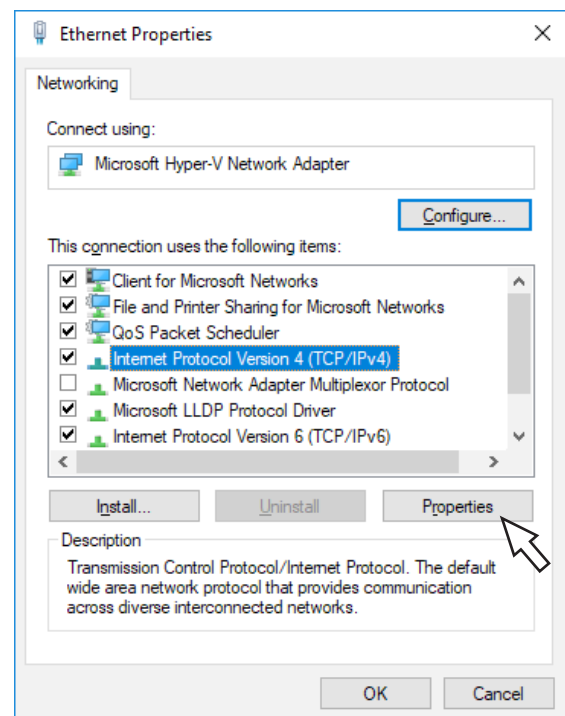 Ethernet Properties
Networking
Connect using:
Microsoft Hyper-V Network Adapter
Configure...
This connection uses the following items:
Client for Microsoft Networks
File and Printer Sharing for Microsoft Networks
QoS Packet Scheduler
Internet Protocol Version 4 (TCP/IPv4)
Microsoft Network Adapter Multiplexor Protocol
Microsoft LLDP Protocol Driver
Internet Protocol Version 6 (TCP/IPv6)
Install... Uninstall Properties
Description
Transmission Control Protocol/Internet Protocol. The default
wide area network protocol that provides communication
across diverse interconnected networks.
OK Cancel